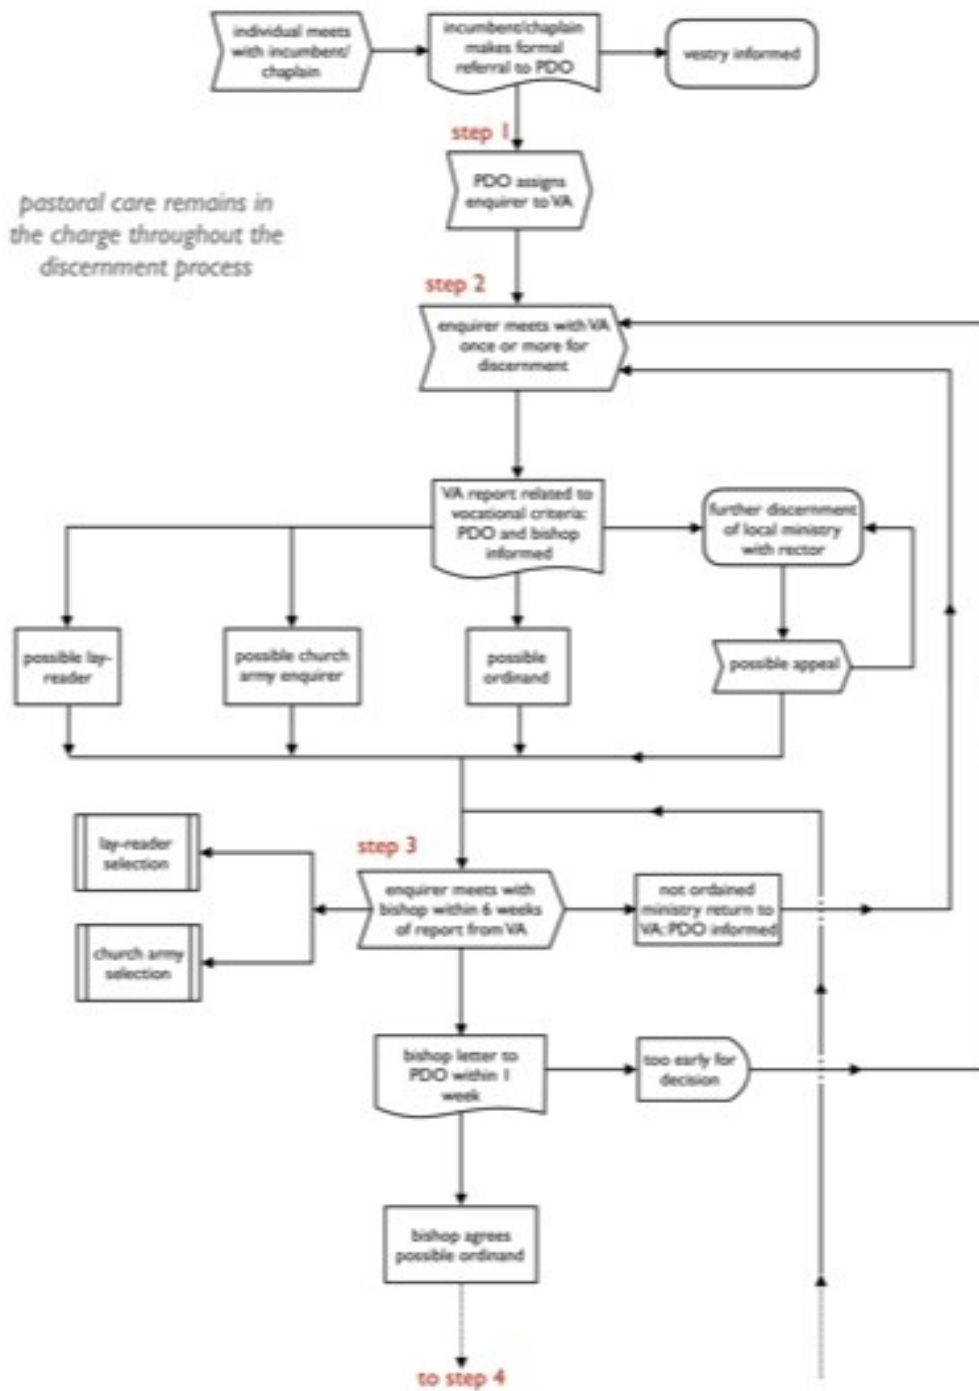 individual meets
with incumbent/
chaplain
incumbent/chaplain
makes formal
referral to PDO
vestry informed
step 1
PDO assigns
enquirer to VA
pastoral care remains in
the charge throughout the
discernment process
step 2
enquirer meets with VA
once or more for
discernment
VA report related to
vocational criteria:
PDO and bishop
informed
further discernment
of local ministry
with rector
possible lay-
reader
possible church
army enquirer
possible
ordinand
possible appeal
lay-reader
selection
church army
selection
step 3
enquirer meets with
bishop within 6 weeks
of report from VA
not ordained
ministry return to
VA: PDO informed
bishop letter to
PDO within 1
week
too early for
decision
bishop agrees
possible ordinand
to step 4